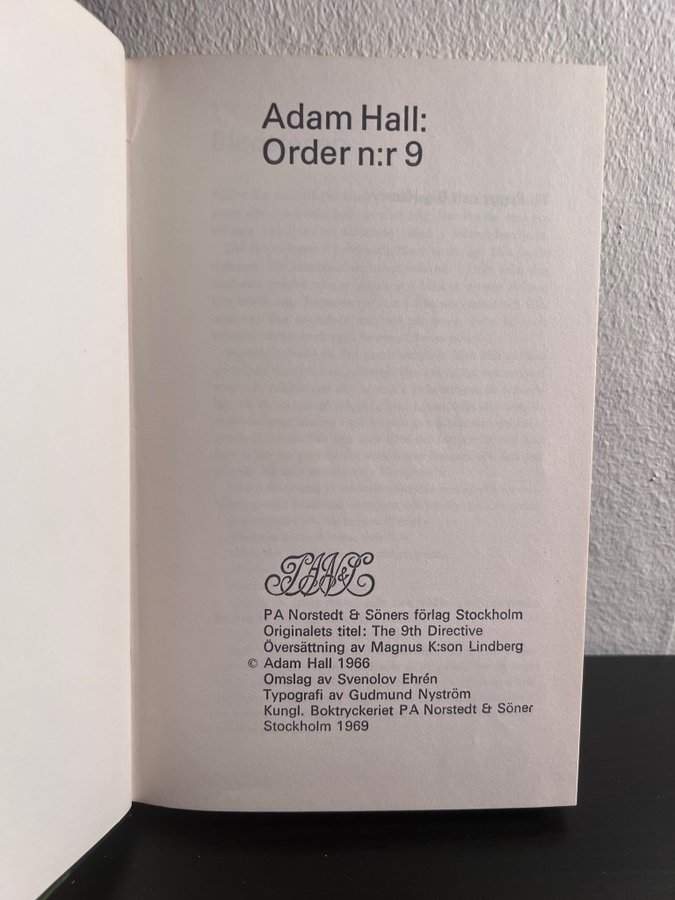 Adam Hall:
Order n:r 9
PA Norstedt & Söners förlag Stockholm
Originalets titel: The 9th Directive
Översättning av Magnus K:son Lindberg
© Adam Hall 1966
Omslag av Svenolov Ehrén
Typografi av Gudmund Nyström
Kungl. Boktryckeriet PA Norstedt & Söner
Stockholm 1969